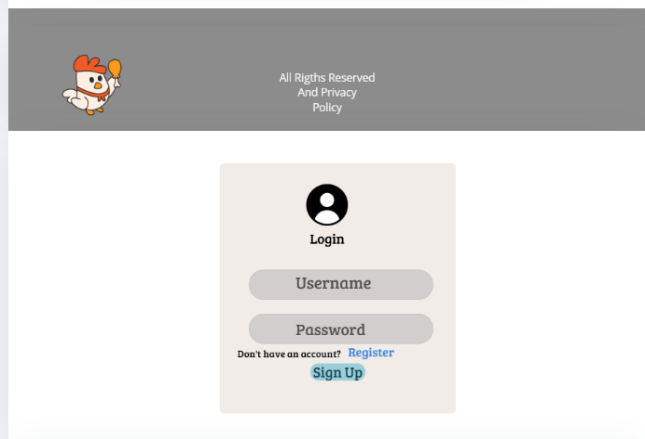 All Rigths Reserved
And Privacy
Policy
Login
Username
Password
Don't have an account? Register
Sign Up